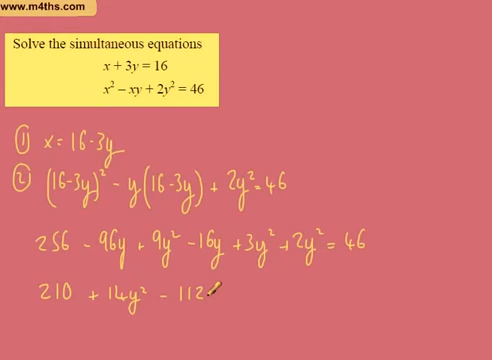 www.m4ths.com
Solve the simultaneous equations
x + 3y = 16
x² – xy + 2y² = 46
① x = 16 - 3y
② (16 - 3y)² - y(16 - 3y) + 2y² = 46
256 - 96y + 9y² - 16y + 3y² + 2y² = 46
210 + 14y² - 112